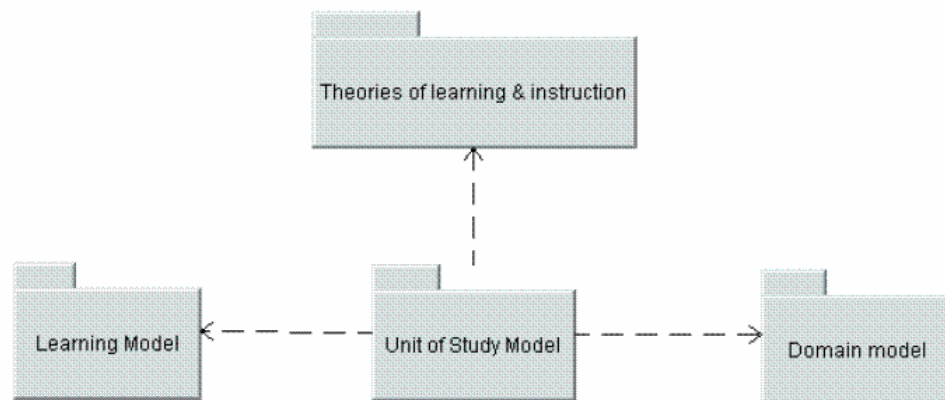 Theories of learning & instruction
Learning Model
Unit of Study Model
Domain model